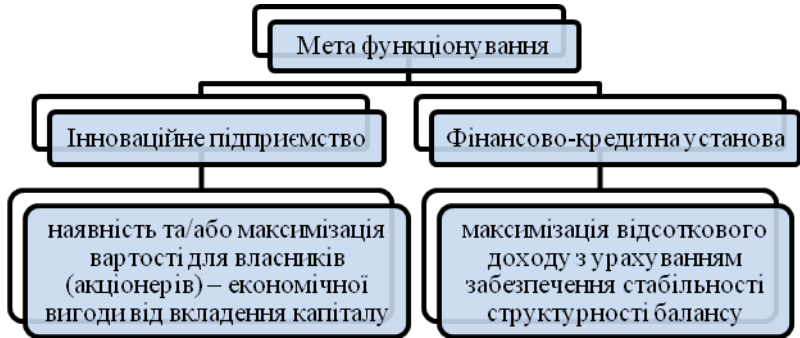 Мета функціонування
Інноваційне підприємство
Фінансово-кредитна установа
наявність та/або максимізація
вартості для власників
(акціонерів) – економічної
вигоди від вкладення капіталу
максимізація відсоткового
доходу з урахуванням
забезпечення стабільності
структурності балансу